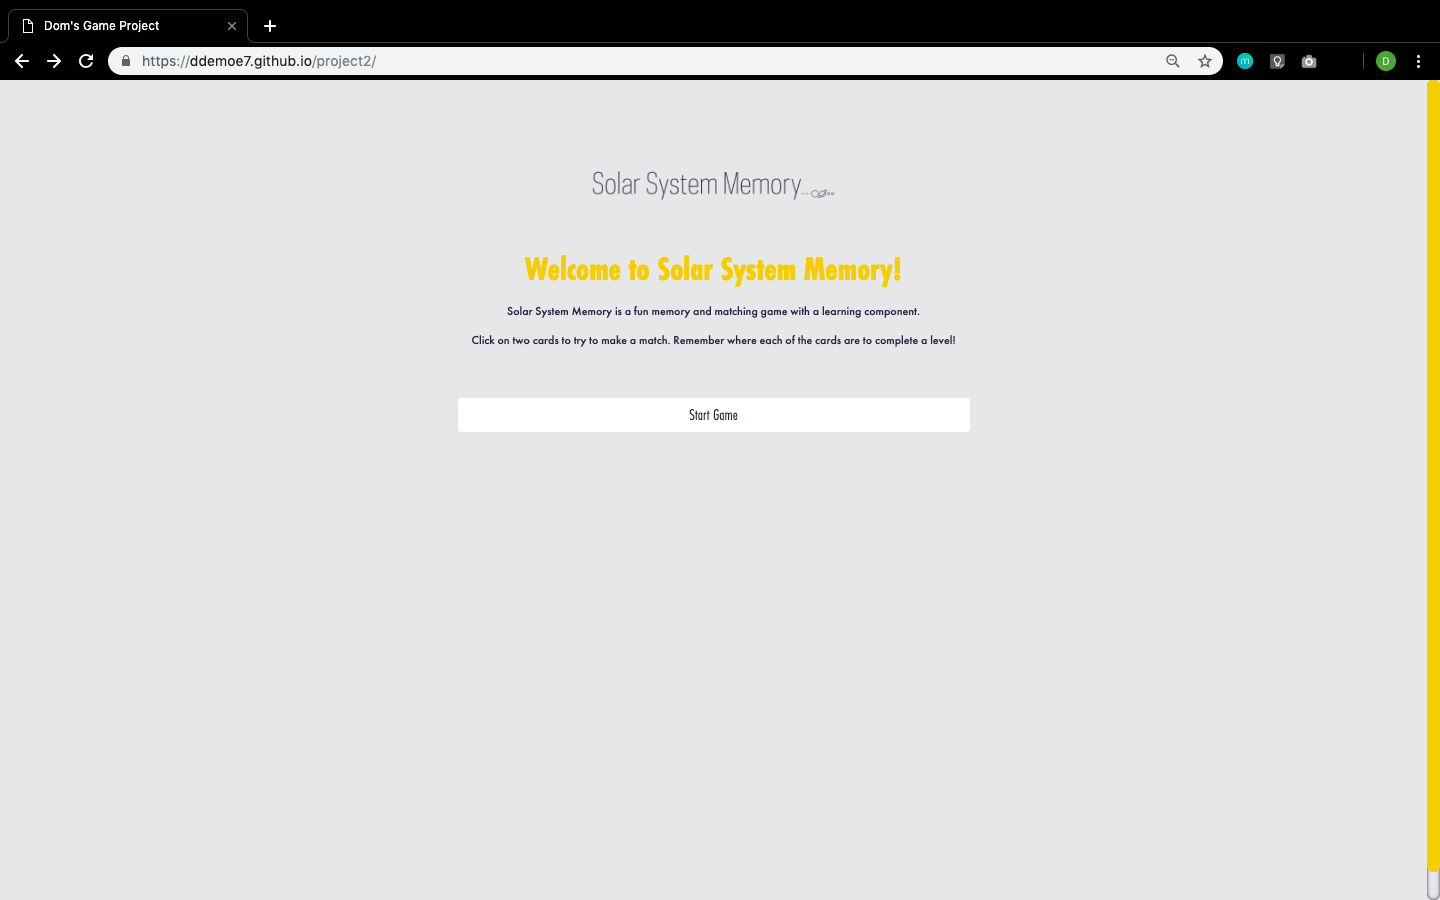 Dom's Game Project
https://ddemoe7.github.io/project2/
m
D
Solar System Memory
Welcome to Solar System Memory!
Solar System Memory is a fun memory and matching game with a learning component.
Click on two cards to try to make a match. Remember where each of the cards are to complete a level!
Start Game